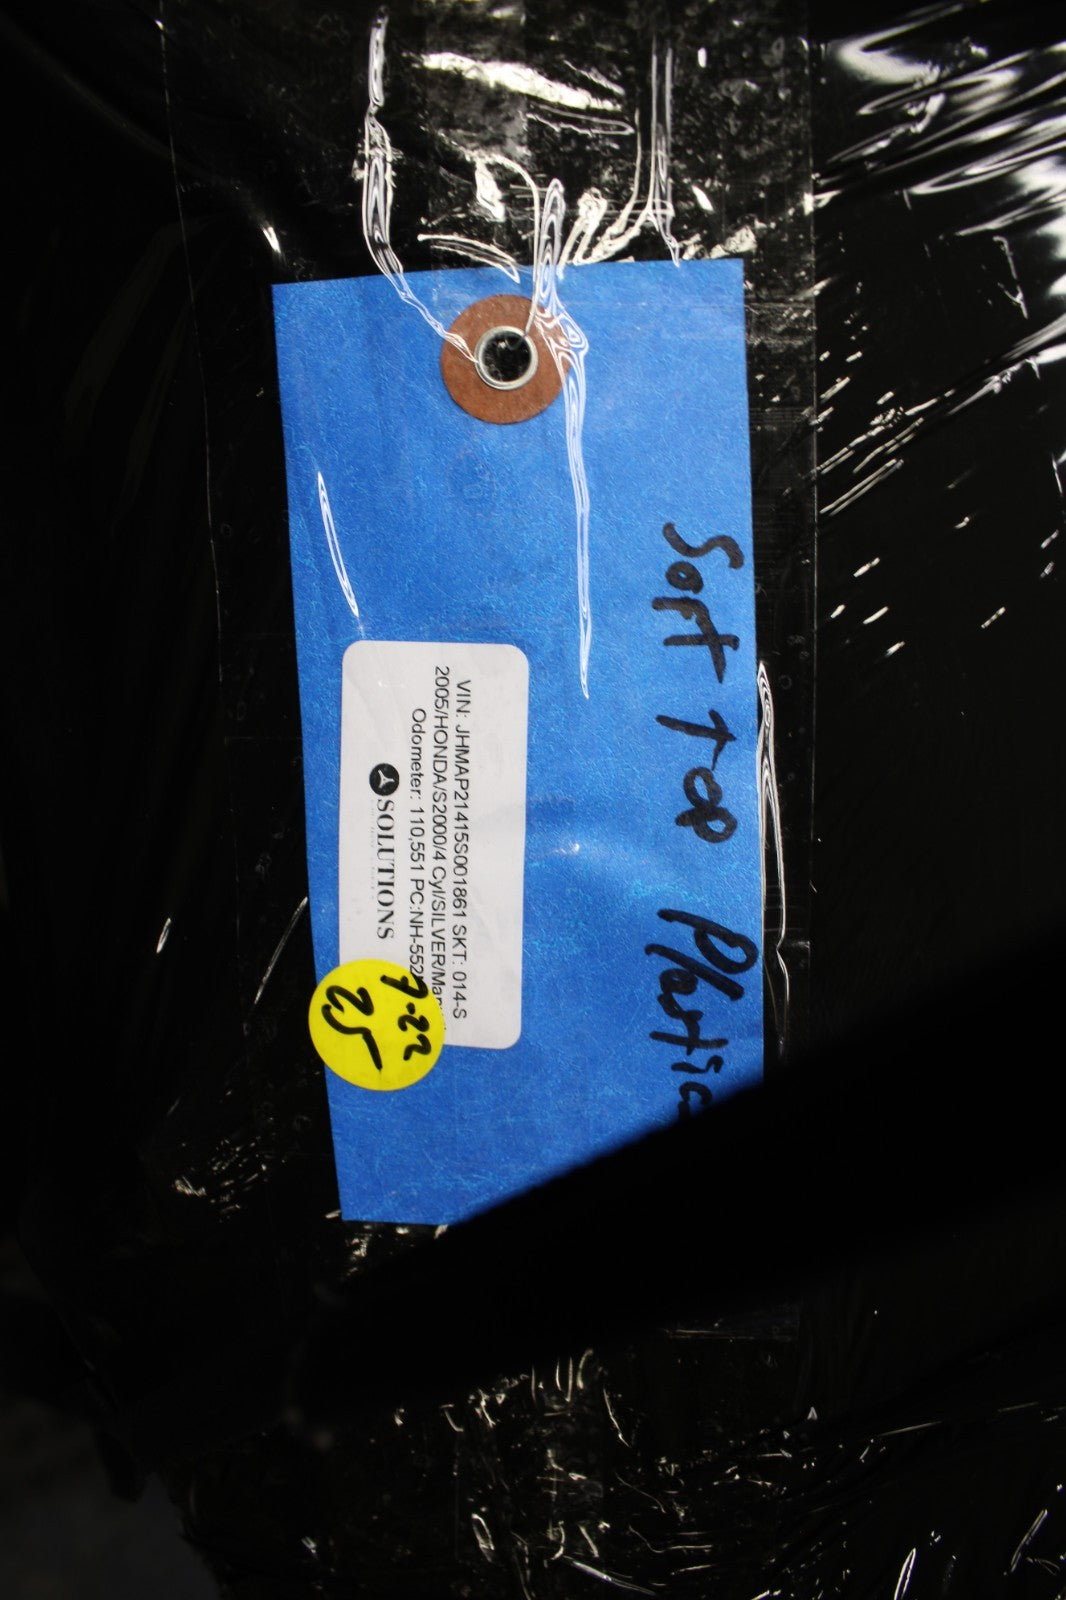 Soft Top Plastic
VIN: JHMAP21415S001861 SKT: 014-S
2005/HONDA/S2000/4 Cyl/SILVER/Man
Odometer: 110,551 PC:NH-552
SOLUTIONS
7-22
25